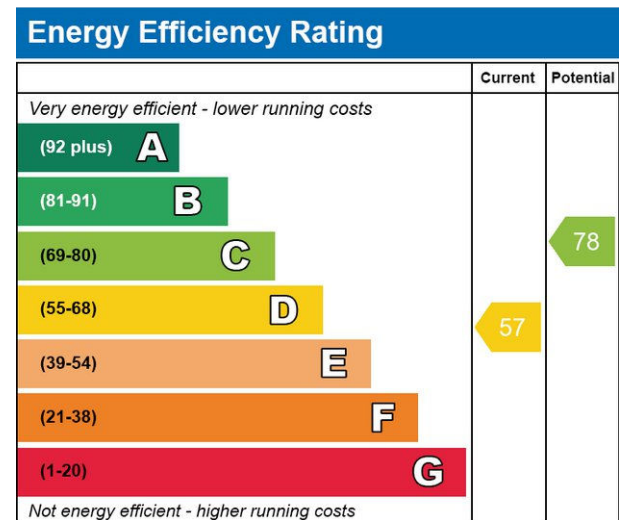 Energy Efficiency Rating
Current Potential
Very energy efficient - lower running costs
(92 plus) A
(81-91) B
(69-80) C
78
(55-68) D
57
(39-54) E
(21-38) F
(1-20) G
Not energy efficient - higher running costs